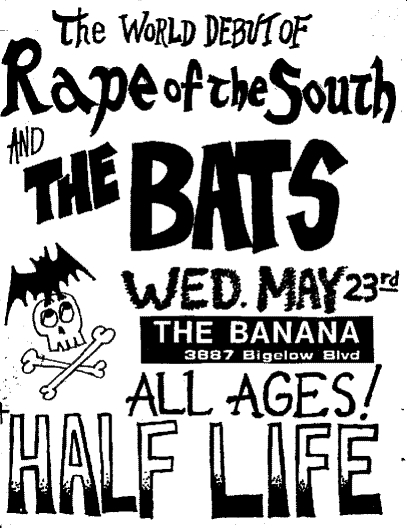 The WORLD DEBUT OF
Rape of the South
AND
THE BATS
WED. MAY 23rd
THE BANANA
3887 Bigelow Blvd
ALL AGES!
HALF LIFE